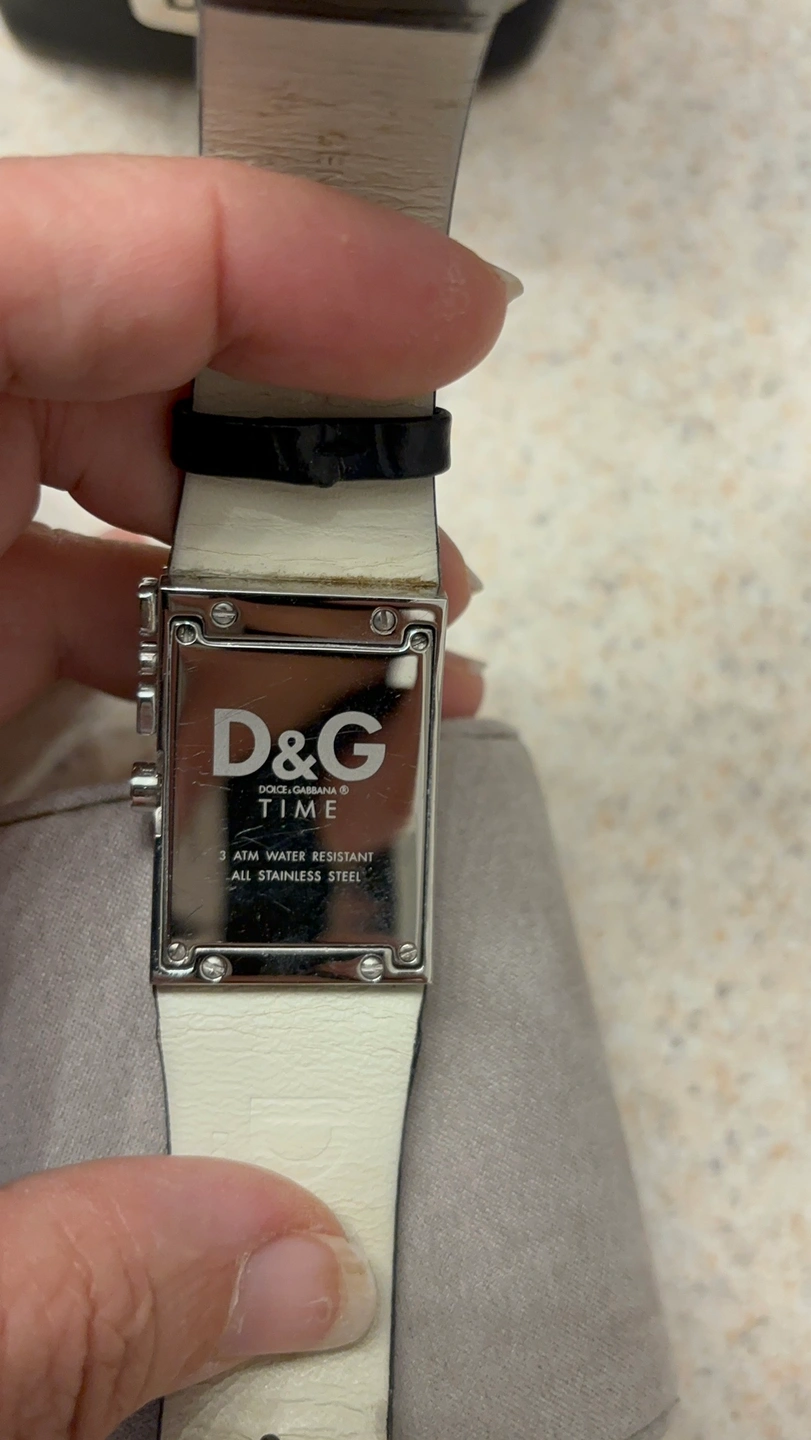 D&G
DOLCE & GABBANA ®
TIME
3 ATM WATER RESISTANT
ALL STAINLESS STEEL